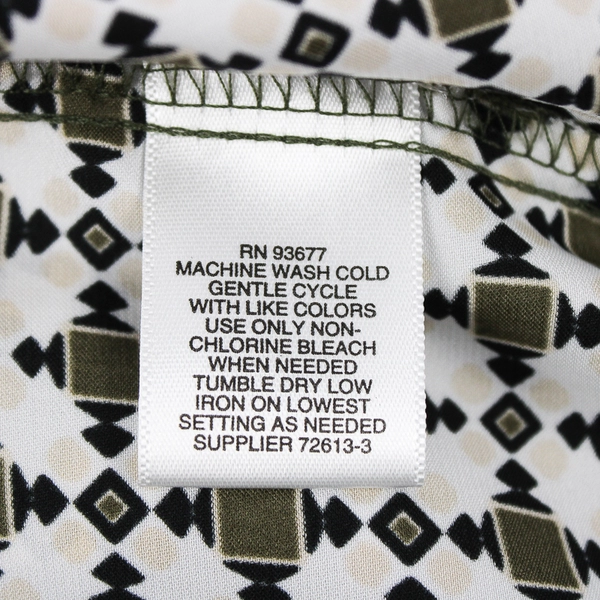 RN 93677
MACHINE WASH COLD
GENTLE CYCLE
WITH LIKE COLORS
USE ONLY NON-
CHLORINE BLEACH
WHEN NEEDED
TUMBLE DRY LOW
IRON ON LOWEST
SETTING AS NEEDED
SUPPLIER 72613-3